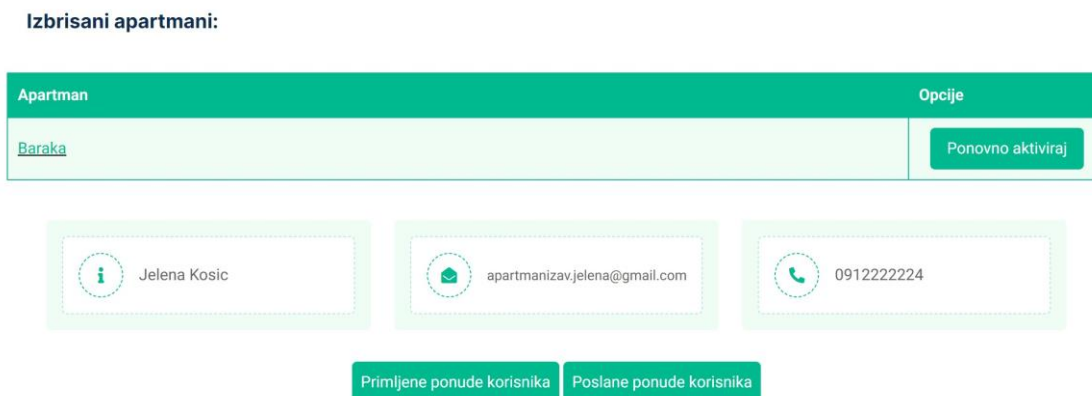 Izbrisani apartmani:
Apartman Opcije
Baraka Ponovno aktiviraj
Jelena Kosic apartmanizav.jelena@gmail.com 0912222224
Primljene ponude korisnika Poslane ponude korisnika